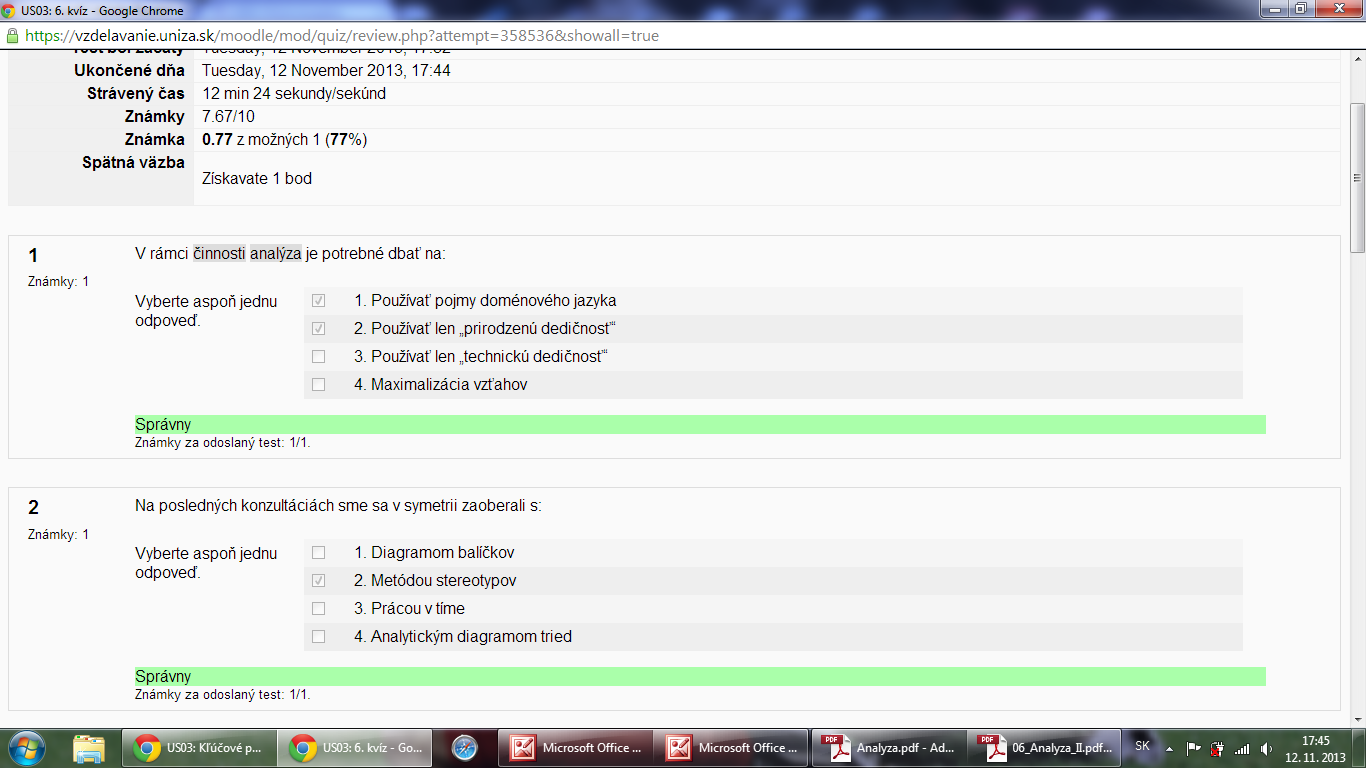 US03: 6. kvíz - Google Chrome
https://vzdelavanie.uniza.sk/moodle/mod/quiz/review.php?attempt=358536&showall=true
Ukončené dňa Tuesday, 12 November 2013, 17:44
Strávený čas 12 min 24 sekundy/sekúnd
Známky 7.67/10
Známka 0.77 z možných 1 (77%)
Spätná väzba
Získavate 1 bod
1
Známky: 1
V rámci činnosti analýza je potrebné dbať na:
Vyberte aspoň jednu
odpoveď.
1. Používať pojmy doménového jazyka
2. Používať len „prirodzenú dedičnosť“
3. Používať len „technickú dedičnosť“
4. Maximalizácia vzťahov
Správny
Známky za odoslaný test: 1/1.
2
Známky: 1
Na posledných konzultáciách sme sa v symetrii zaoberali s:
Vyberte aspoň jednu
odpoveď.
1. Diagramom balíčkov
2. Metódou stereotypov
3. Prácou v tíme
4. Analytickým diagramom tried
Správny
Známky za odoslaný test: 1/1.
US03: Kľúčové p...
US03: 6. kvíz - Go...
Microsoft Office ...
Microsoft Office ...
Analyza.pdf - Ad...
06_Analyza_II.pdf...
SK
17:45
12. 11. 2013